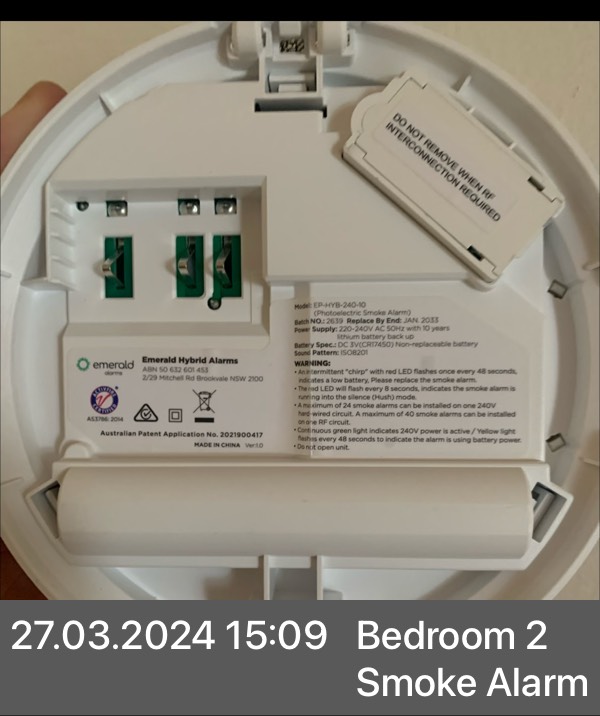 DO NOT REMOVE WHEN RF
INTERCONNECTION REQUIRED
Model: EP-HYB-240-10
(Photoelectric Smoke Alarm)
Batch NO.: 2639 Replace By End: JAN. 2033
Power Supply: 220-240V AC 50Hz with 10 years
lithium battery back up
Battery Spec.: DC 3V(CR17450) Non-replaceable battery
Sound Pattern: ISO8201
WARNING:
• An intermittent "chirp" with red LED flashes once every 48 seconds,
indicates a low battery, Please replace the smoke alarm.
• The red LED will flash every 8 seconds, indicates the smoke alarm is
running into the silence (Hush) mode.
• A maximum of 24 smoke alarms can be installed on one 240V
hard-wired circuit. A maximum of 40 smoke alarms can be installed
on one RF circuit.
• Continuous green light indicates 240V power is active / Yellow light
flashes every 48 seconds to indicate the alarm is using battery power.
• Do not open unit.
emerald
alarms
Emerald Hybrid Alarms
ABN 50 632 601 453
2/29 Mitchell Rd Brookvale NSW 2100
AS3786: 2014
Australian Patent Application No. 2021900417
MADE IN CHINA Ver:1.0
27.03.2024 15:09 Bedroom 2
Smoke Alarm